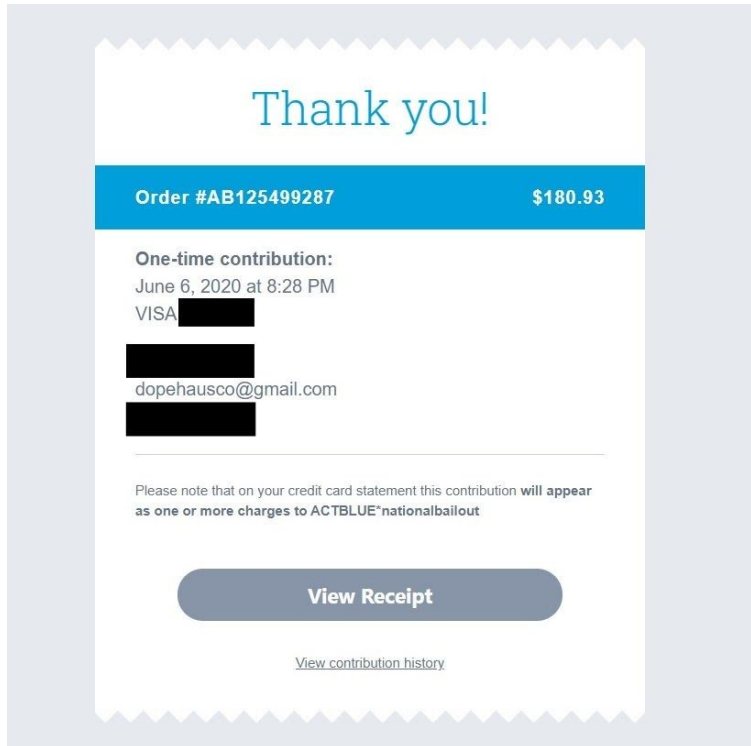 Thank you!
Order #AB125499287 $180.93
One-time contribution:
June 6, 2020 at 8:28 PM
VISA
dopehausco@gmail.com
Please note that on your credit card statement this contribution will appear
as one or more charges to ACTBLUE*nationalbailout
View Receipt
View contribution history